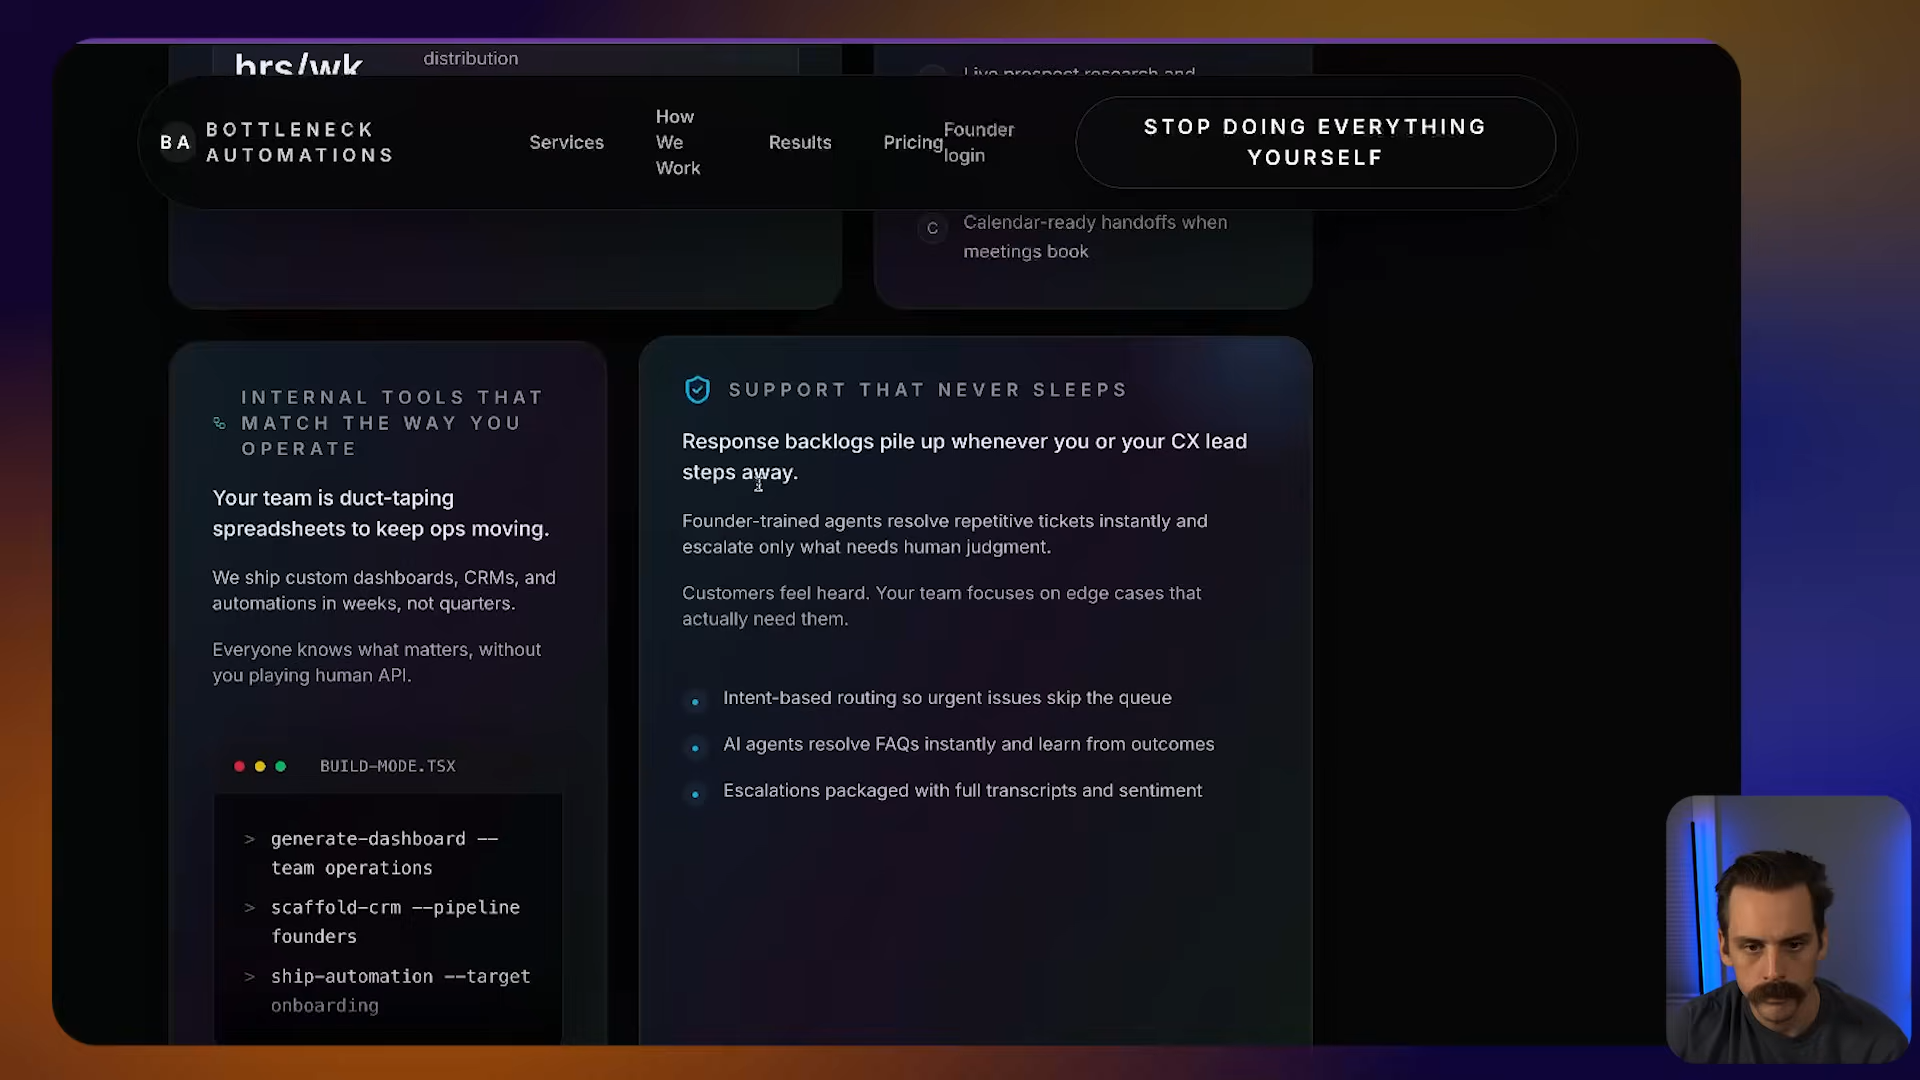 hrs/wk
distribution
Live prospect research and
BA
BOTTLENECK
AUTOMATIONS
Services
How
We
Work
Results
Pricing
Founder
login
STOP DOING EVERYTHING
YOURSELF
C
Calendar-ready handoffs when
meetings book
INTERNAL TOOLS THAT
MATCH THE WAY YOU
OPERATE
Your team is duct-taping
spreadsheets to keep ops moving.
We ship custom dashboards, CRMs, and
automations in weeks, not quarters.
Everyone knows what matters, without
you playing human API.
BUILD-MODE.TSX
> generate-dashboard --
team operations
> scaffold-crm --pipeline
founders
> ship-automation --target
onboarding
SUPPORT THAT NEVER SLEEPS
Response backlogs pile up whenever you or your CX lead
steps away.
Founder-trained agents resolve repetitive tickets instantly and
escalate only what needs human judgment.
Customers feel heard. Your team focuses on edge cases that
actually need them.
Intent-based routing so urgent issues skip the queue
AI agents resolve FAQs instantly and learn from outcomes
Escalations packaged with full transcripts and sentiment